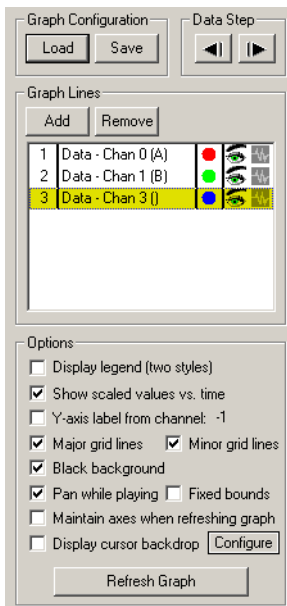 Graph Configuration Data Step
Load Save
Graph Lines
Add Remove
1 Data - Chan 0 (A)
2 Data - Chan 1 (B)
3 Data - Chan 3 ()
Options
Display legend (two styles)
Show scaled values vs. time
Y-axis label from channel: -1
Major grid lines Minor grid lines
Black background
Pan while playing Fixed bounds
Maintain axes when refreshing graph
Display cursor backdrop Configure
Refresh Graph